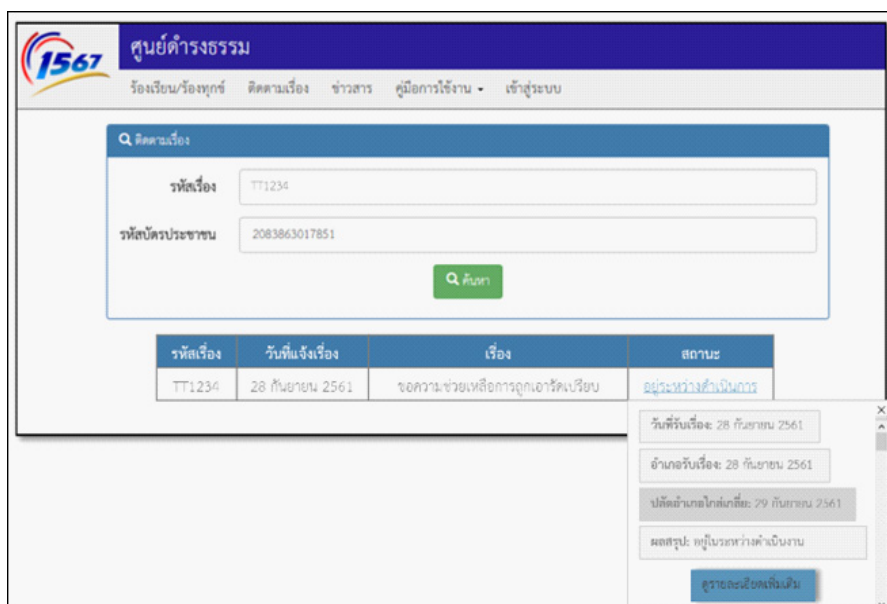 1567
ศูนย์ดำรงธรรม
ร้องเรียน/ร้องทุกข์ ติดตามเรื่อง ข่าวสาร คู่มือการใช้งาน เข้าสู่ระบบ
ติดตามเรื่อง
รหัสเรื่อง TT1234
รหัสบัตรประชาชน 2083863017851
ค้นหา
รหัสเรื่อง วันที่แจ้งเรื่อง เรื่อง สถานะ
TT1234 28 กันยายน 2561 ขอความช่วยเหลือการถูกเอารัดเปรียบ อยู่ระหว่างดำเนินการ
วันที่รับเรื่อง: 28 กันยายน 2561
อำเภอรับเรื่อง: 28 กันยายน 2561
ปลัดอำเภอไกล่เกลี่ย: 29 กันยายน 2561
ผลสรุป: อยู่ในระหว่างดำเนินงาน
ดูรายละเอียดเพิ่มเติม